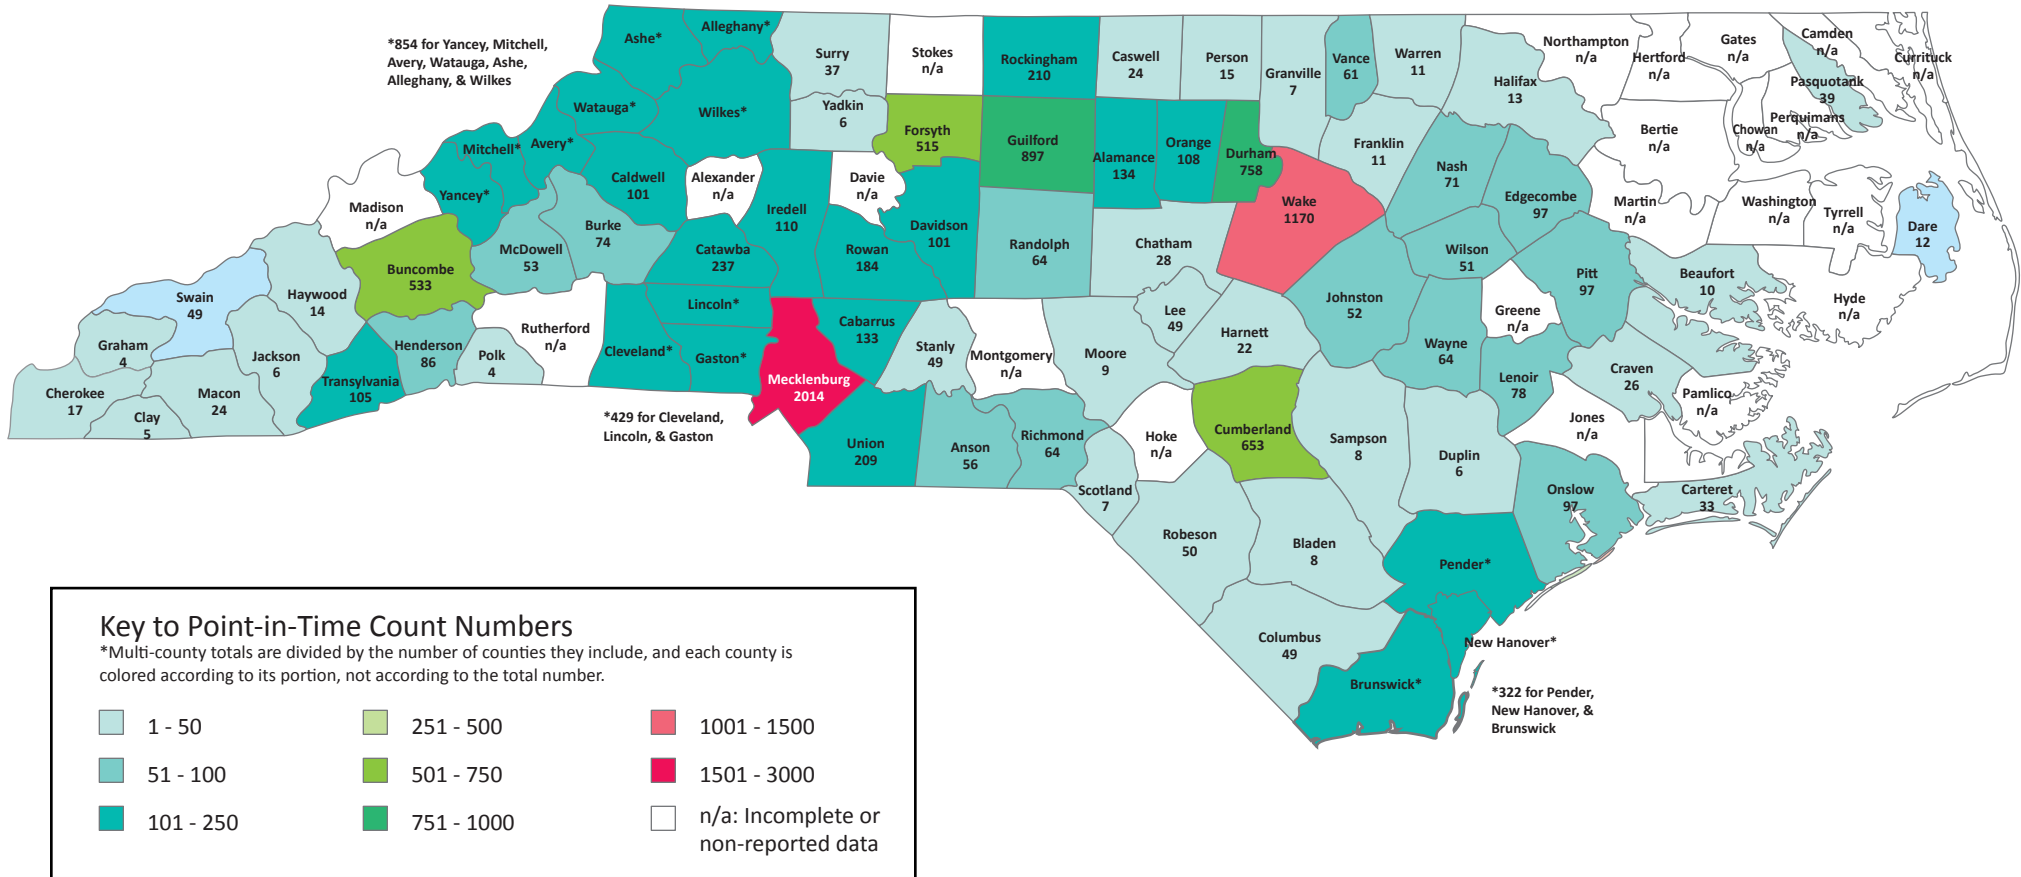 *854 for Yancey, Mitchell,
Avery, Watauga, Ashe,
Alleghany, & Wilkes
Ashe*
Alleghany*
Surry
37
Stokes
n/a
Rockingham
210
Caswell
24
Person
15
Granville
7
Vance
61
Warren
11
Halifax
13
Northampton
n/a
Hertford
n/a
Gates
n/a
Camden
n/a
Currituck
n/a
Pasquotank
39
Perquimans
n/a
Chowan
n/a
Bertie
n/a
Watauga*
Wilkes*
Yadkin
6
Forsyth
515
Guilford
897
Alamance
134
Orange
108
Durham
758
Franklin
11
Nash
71
Edgecombe
97
Martin
n/a
Washington
n/a
Tyrrell
n/a
Dare
12
Mitchell*
Avery*
Yancey*
Caldwell
101
Alexander
n/a
Iredell
110
Davie
n/a
Davidson
101
Randolph
64
Chatham
28
Wake
1170
Wilson
51
Pitt
97
Beaufort
10
Hyde
n/a
Madison
n/a
Buncombe
533
McDowell
53
Burke
74
Catawba
237
Rowan
184
Johnston
52
Greene
n/a
Swain
49
Haywood
14
Henderson
86
Polk
4
Rutherford
n/a
Cleveland*
Lincoln*
Gaston*
Mecklenburg
2014
Cabarrus
133
Stanly
49
Montgomery
n/a
Moore
9
Lee
49
Harnett
22
Wayne
64
Lenoir
78
Craven
26
Pamlico
n/a
Jones
n/a
Graham
4
Cherokee
17
Clay
5
Macon
24
Jackson
6
Transylvania
105
*429 for Cleveland,
Lincoln, & Gaston
Union
209
Anson
56
Richmond
64
Scotland
7
Hoke
n/a
Cumberland
653
Sampson
8
Duplin
6
Onslow
97
Carteret
33
Robeson
50
Bladen
8
Pender*
Columbus
49
New Hanover*
Brunswick*
*322 for Pender,
New Hanover, &
Brunswick
Key to Point-in-Time Count Numbers
*Multi-county totals are divided by the number of counties they include, and each county is
colored according to its portion, not according to the total number.
1 - 50
51 - 100
101 - 250
251 - 500
501 - 750
751 - 1000
1001 - 1500
1501 - 3000
n/a: Incomplete or
non-reported data